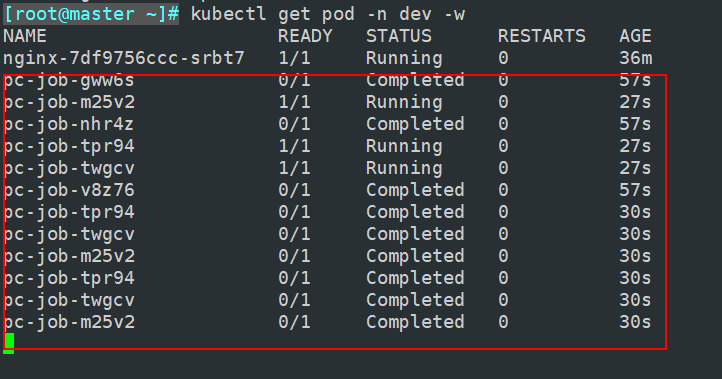 [root@master ~]# kubectl get pod -n dev -w
NAME READY STATUS RESTARTS AGE
nginx-7df9756ccc-srbt7 1/1 Running 0 36m
pc-job-gww6s 0/1 Completed 0 57s
pc-job-m25v2 1/1 Running 0 27s
pc-job-nhr4z 0/1 Completed 0 57s
pc-job-tpr94 1/1 Running 0 27s
pc-job-twgcv 1/1 Running 0 27s
pc-job-v8z76 0/1 Completed 0 57s
pc-job-tpr94 0/1 Completed 0 30s
pc-job-twgcv 0/1 Completed 0 30s
pc-job-m25v2 0/1 Completed 0 30s
pc-job-tpr94 0/1 Completed 0 30s
pc-job-twgcv 0/1 Completed 0 30s
pc-job-m25v2 0/1 Completed 0 30s